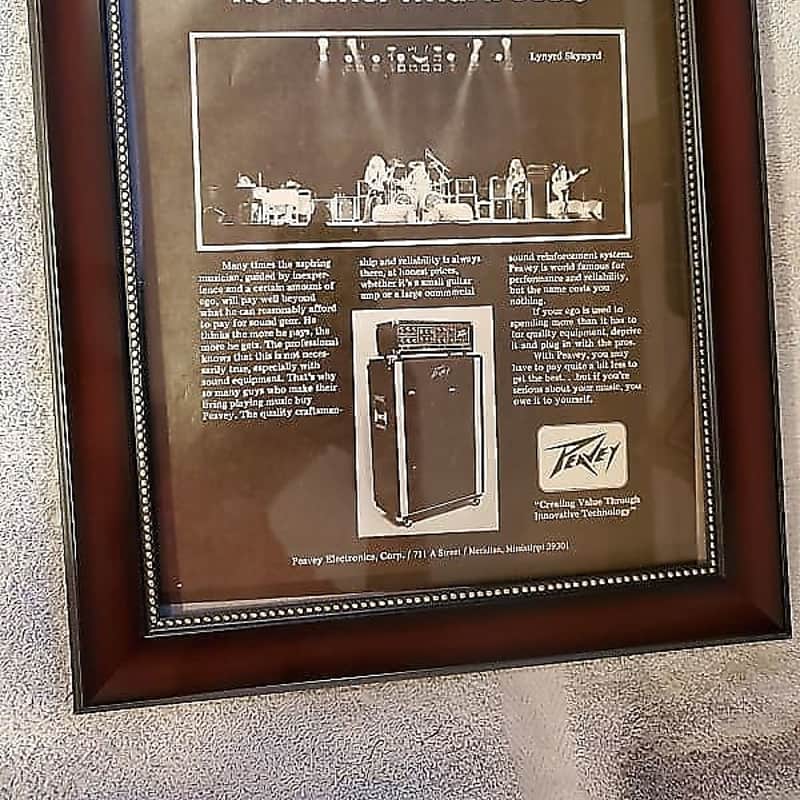 Lynyrd Skynyrd
Many times the aspiring
musician, guided by inexper-
ience and a certain amount of
ego, will pay well beyond
what he can reasonably afford
to pay for sound gear. He
thinks the more he pays, the
more he gets. The professional
knows that this is not neces-
sarily true, especially with
sound equipment. That's why
so many guys who make their
living playing music buy
Peavey. The quality craftsman-
ship and reliability is always
there, at honest prices,
whether it's a small guitar
amp or a large commercial
sound reinforcement system.
Peavey is world famous for
performance and reliability,
but the name costs you
nothing.
If your ego is used to
spending more than it has to
for quality equipment, deprive
it and plug in with the pros.
With Peavey, you may
have to pay quite a bit less to
get the best. . .but if you're
serious about your music, you
owe it to yourself.
PEAVEY
PEAVEY
"Creating Value Through
Innovative Technology"
Peavey Electronics, Corp. / 711 A Street / Meridian, Mississippi 39301